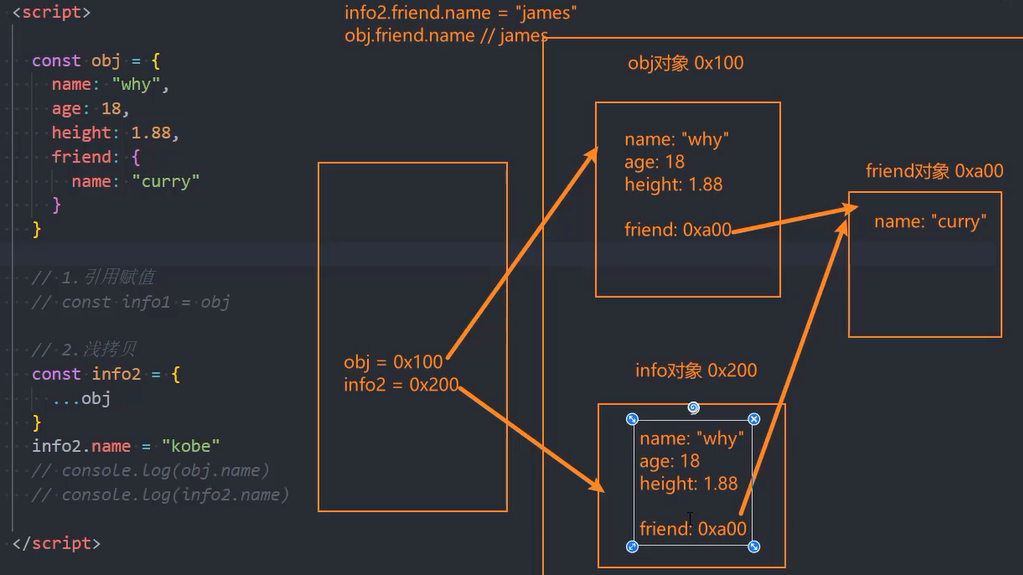 <script>
const obj = {
name: "why",
age: 18,
height: 1.88,
friend: {
name: "curry"
}
}
// 1.引用赋值
// const info1 = obj
// 2.浅拷贝
const info2 = {
...obj
}
info2.name = "kobe"
// console.log(obj.name)
// console.log(info2.name)
</script>
info2.friend.name = "james"
obj.friend.name // james
obj = 0x100
info2 = 0x200
obj对象 0x100
name: "why"
age: 18
height: 1.88
friend: 0xa00
friend对象 0xa00
name: "curry"
info对象 0x200
name: "why"
age: 18
height: 1.88
friend: 0xa00